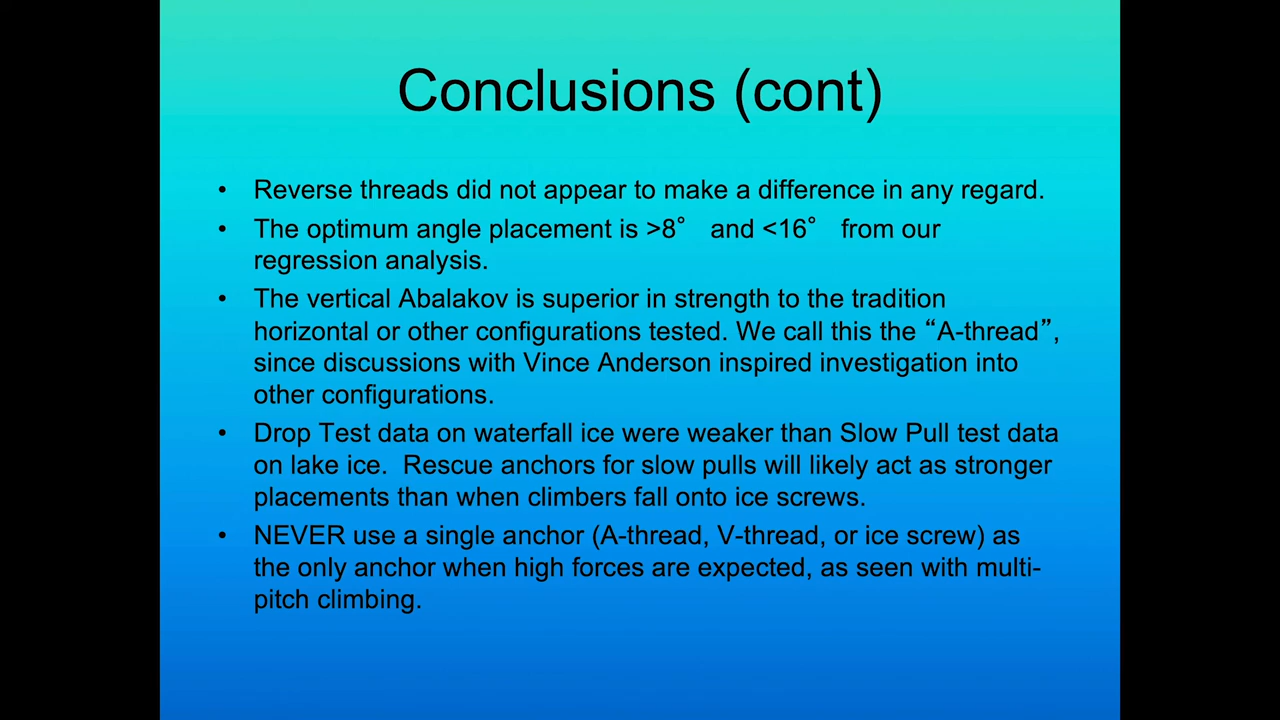 Conclusions (cont)
• Reverse threads did not appear to make a difference in any regard.
• The optimum angle placement is >8° and <16° from our
regression analysis.
• The vertical Abalakov is superior in strength to the tradition
horizontal or other configurations tested. We call this the “A-thread”,
since discussions with Vince Anderson inspired investigation into
other configurations.
• Drop Test data on waterfall ice were weaker than Slow Pull test data
on lake ice.  Rescue anchors for slow pulls will likely act as stronger
placements than when climbers fall onto ice screws.
• NEVER use a single anchor (A-thread, V-thread, or ice screw) as
the only anchor when high forces are expected, as seen with multi-
pitch climbing.